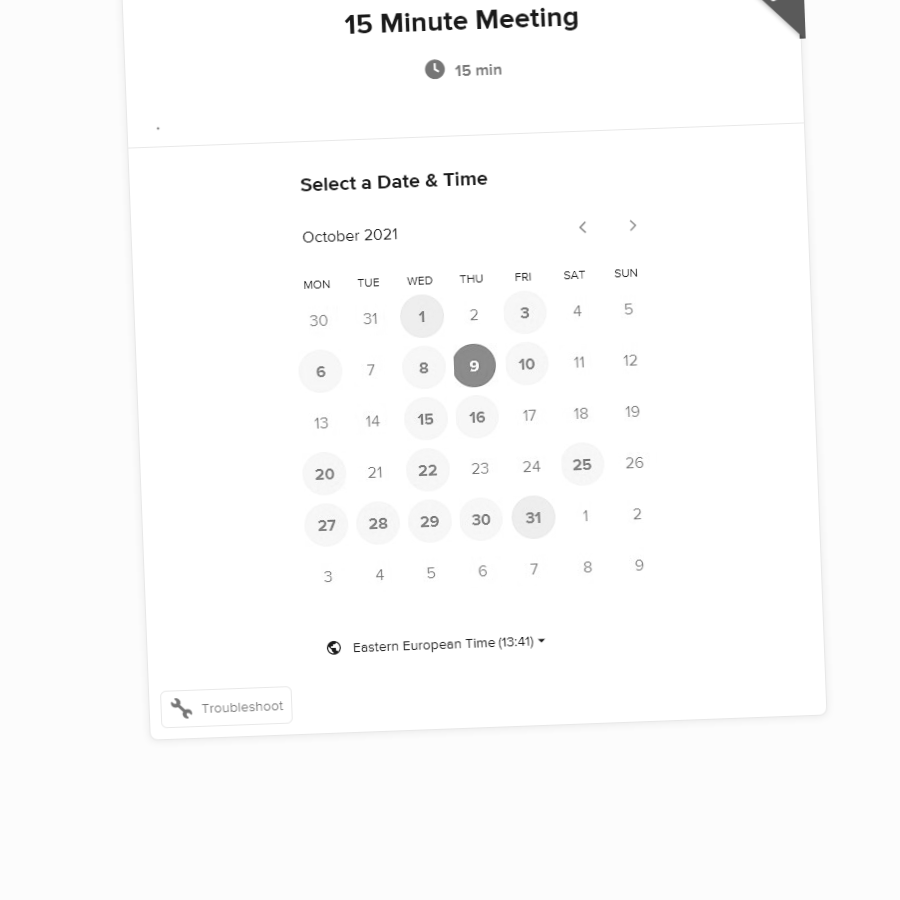 15 Minute Meeting
15 min
.
Select a Date & Time
October 2021
MON TUE WED THU FRI SAT SUN
30 31 1 2 3 4 5
6 7 8 9 10 11 12
13 14 15 16 17 18 19
20 21 22 23 24 25 26
27 28 29 30 31 1 2
3 4 5 6 7 8 9
Eastern European Time (13:41)
Troubleshoot